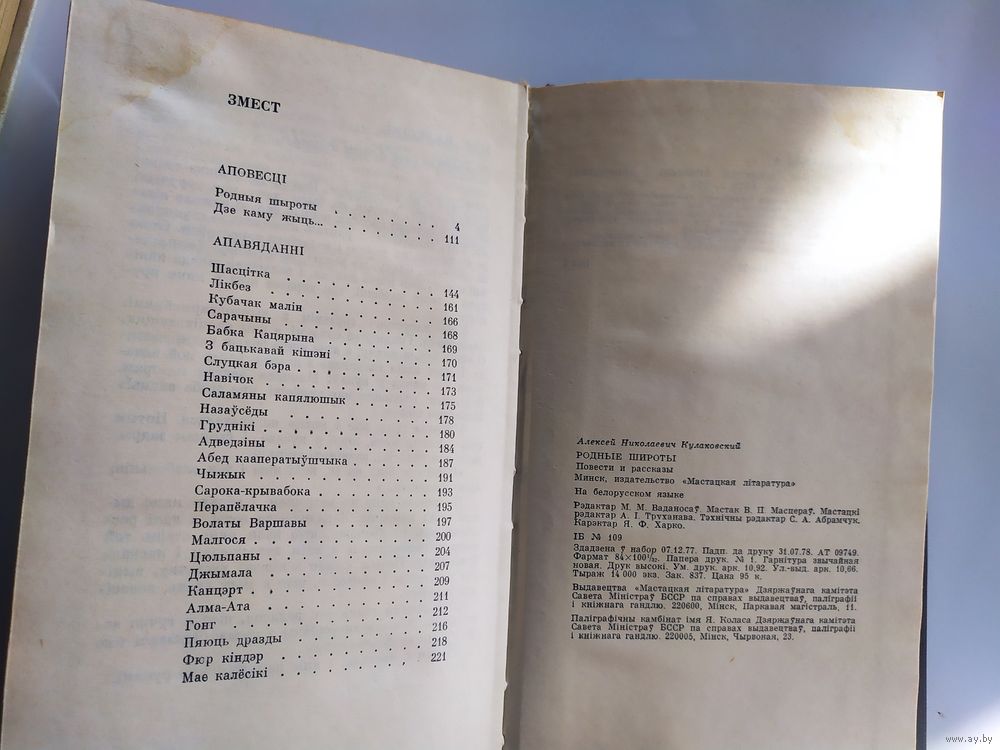 ЗМЕСТ
АПОВЕСЦІ
Родныя шыроты . . . . . . . 4
Дзе каму жыць... . . . . . . . 111
АПАВЯДАННІ
Шасцітка . . . . . . . . . 144
Лікбез . . . . . . . . . 161
Кубачак малін . . . . . . . 166
Сарачыны . . . . . . . . 168
Бабка Кацярына . . . . . . 169
З бацькавай кішэні . . . . . 170
Слуцкая бэра . . . . . . . 171
Навічок . . . . . . . . . 173
Саламяны капялюшык . . . . . 175
Назаўсёды . . . . . . . . 178
Груднікі . . . . . . . . . 180
Адведзіны . . . . . . . . 184
Абед кааператыўшчыка . . . . . 187
Чыжык . . . . . . . . . 191
Сарока-крывабока . . . . . . 193
Перапёлачка . . . . . . . 195
Волаты Варшавы . . . . . . 197
Малгося . . . . . . . . . 200
Цюльпаны . . . . . . . . 204
Джымала . . . . . . . . 207
Канцэрт . . . . . . . . . 209
Алма-Ата . . . . . . . . 211
Гонг . . . . . . . . . . 212
Пяюць дразды . . . . . . . 216
Фюр кіндэр . . . . . . . . 218
Мае калёсікі . . . . . . . . 221
Алексей Николаевич Кулаковский
РОДНЫЕ ШИРОТЫ
Повести и рассказы
Минск, издательство «Мастацкая літаратура»
На белорусском языке
Рэдактар М. М. Ваданосаў. Мастак В. П. Масцераў. Мастацкі
рэдактар А. І. Труханава. Тэхнічны рэдактар С. А. Абрамчук.
Карэктар Я. Ф. Харко.
ІБ № 109
Здадзена ў набор 07.12.77. Падп. да друку 31.07.78. АТ 09749.
Фармат 84×100¹/₃₂. Папера друк. № 1. Гарнітура звычайная
новая. Друк высокі. Ум. друк. арк. 10,92. Ул.-выд. арк. 10,66.
Тыраж 14 000 экз. Зак. 837. Цана 95 к.
Выдавецтва «Мастацкая літаратура» Дзяржаўнага камітэта
Савета Міністраў БССР па справах выдавецтваў, паліграфіі
і кніжнага гандлю. 220600, Мінск, Паркавая магістраль, 11.
Паліграфічны камбінат імя Я. Коласа Дзяржаўнага камітэта
Савета Міністраў БССР па справах выдавецтваў, паліграфіі
і кніжнага гандлю. 220005, Мінск, Чырвоная, 23.
www.ay.by